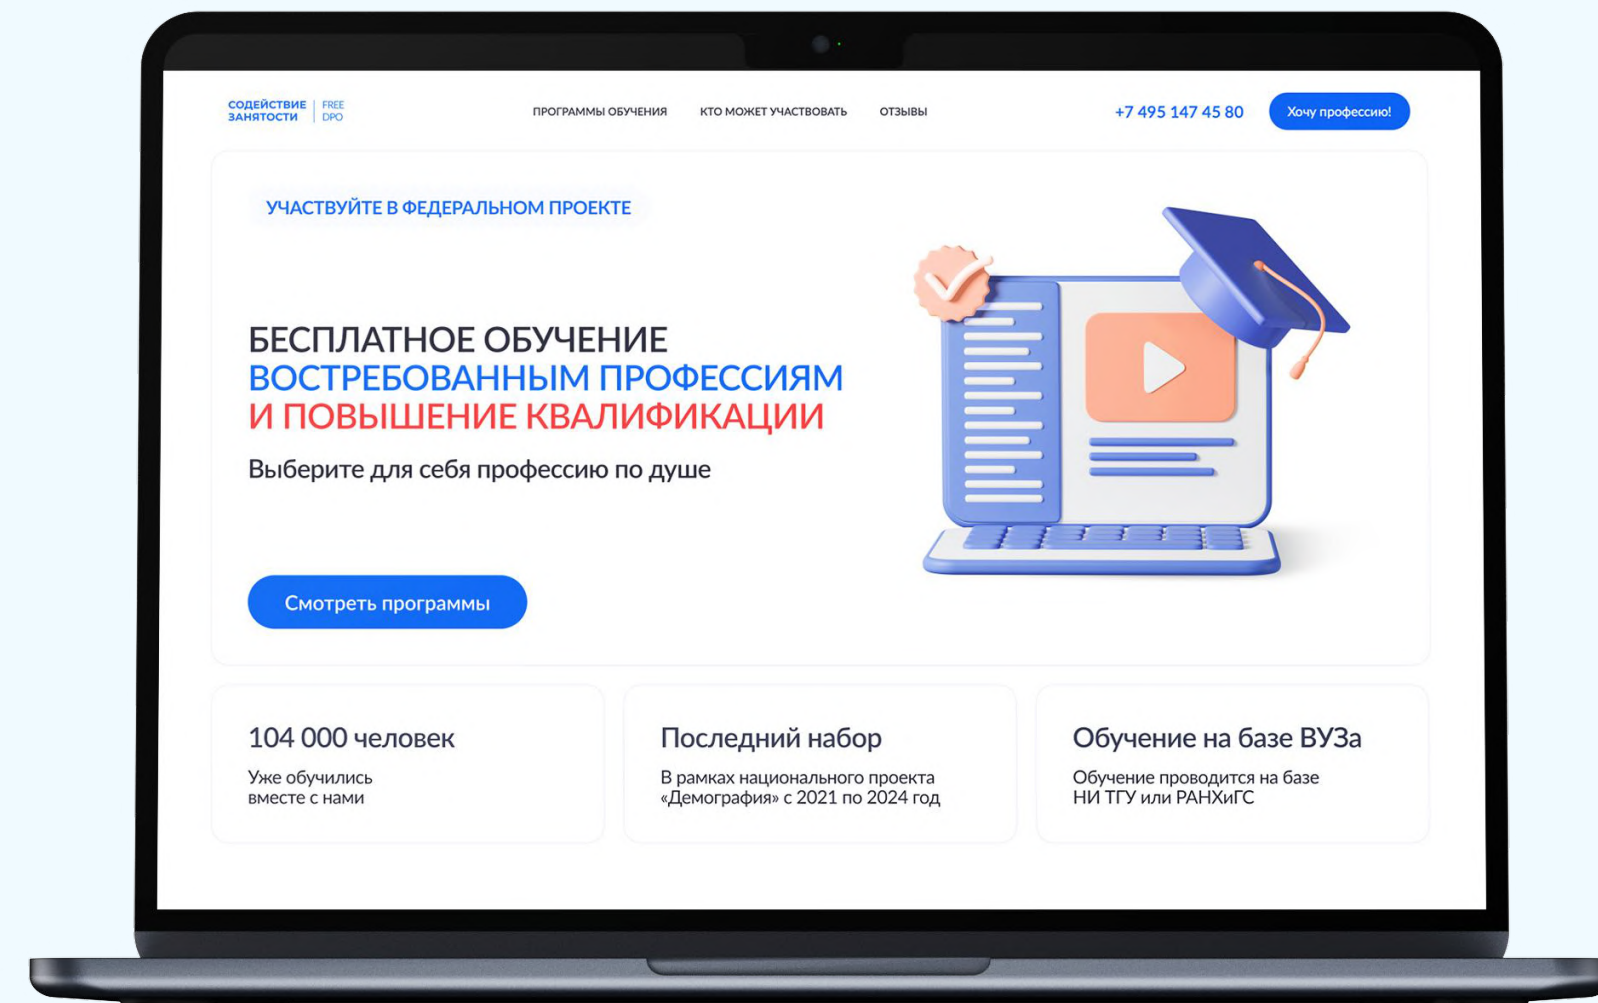 СОДЕЙСТВИЕ
ЗАНЯТОСТИ
FREE
DPO
ПРОГРАММЫ ОБУЧЕНИЯ
КТО МОЖЕТ УЧАСТВОВАТЬ
ОТЗЫВЫ
+7 495 147 45 80
Хочу профессию!
УЧАСТВУЙТЕ В ФЕДЕРАЛЬНОМ ПРОЕКТЕ
БЕСПЛАТНОЕ ОБУЧЕНИЕ
ВОСТРЕБОВАННЫМ ПРОФЕССИЯМ
И ПОВЫШЕНИЕ КВАЛИФИКАЦИИ
Выберите для себя профессию по душе
Смотреть программы
104 000 человек
Уже обучились
вместе с нами
Последний набор
В рамках национального проекта
«Демография» с 2021 по 2024 год
Обучение на базе ВУЗа
Обучение проводится на базе
НИ ТГУ или РАНХиГС